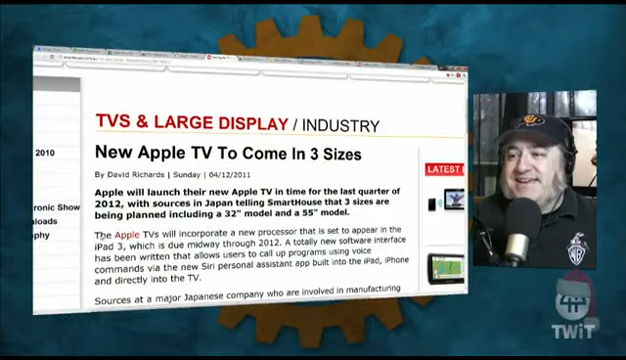 TVS & LARGE DISPLAY / INDUSTRY
New Apple TV To Come In 3 Sizes
By David Richards | Sunday | 04/12/2011
Apple will launch their new Apple TV in time for the last quarter of
2012, with sources in Japan telling SmartHouse that 3 sizes are
being planned including a 32" model and a 55" model.
The Apple TVs will incorporate a new processor that is set to appear in the
iPad 3, which is due midway through 2012. A totally new software interface
has been written that allows users to call up programs using voice
commands via the new Siri personal assistant app built into the iPad, iPhone
and directly into the TV.
Sources at a major Japanese company who are involved in manufacturing
2010
ronic Show
nloads
phy
LATEST
WB
TWiT